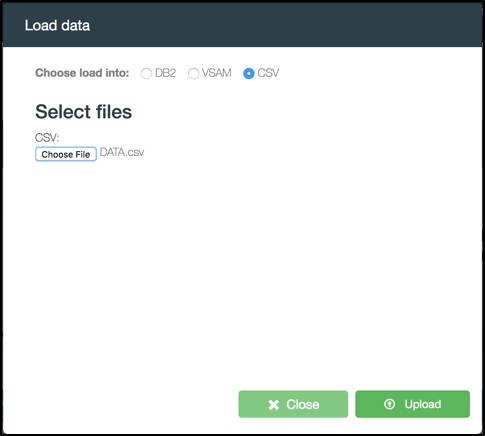 Load data
Choose load into: DB2 VSAM CSV
Select files
CSV:
Choose File DATA.csv
Close Upload